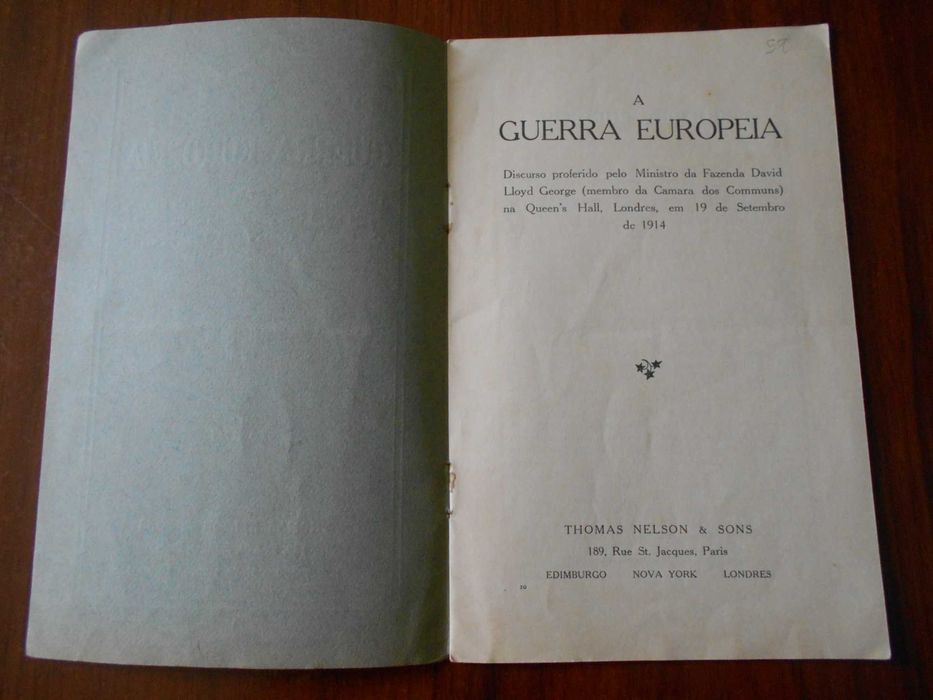 A
GUERRA EUROPEIA
Discurso proferido pelo Ministro da Fazenda David
Lloyd George (membro da Camara dos Communs)
na Queen's Hall, Londres, em 19 de Setembro
de 1914
THOMAS NELSON & SONS
189, Rue St. Jacques, Paris
EDIMBURGO NOVA YORK LONDRES